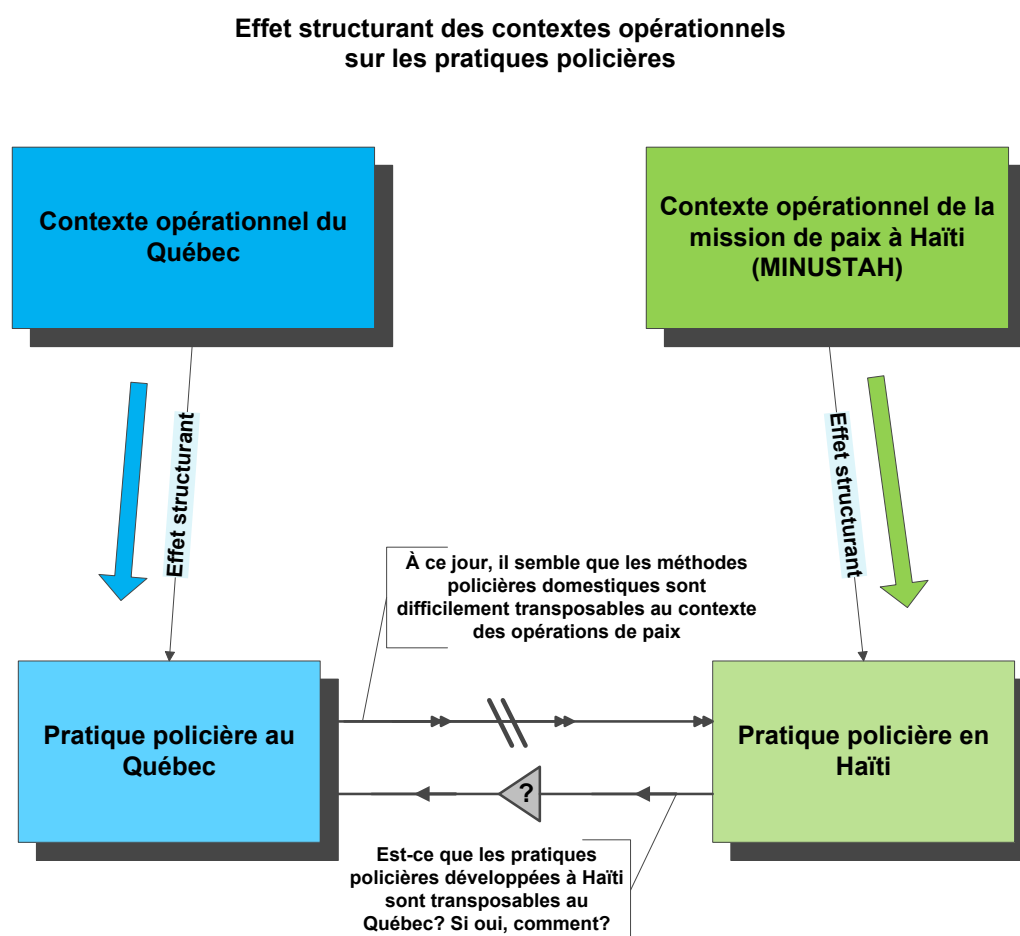 Effet structurant des contextes opérationnels
sur les pratiques policières
Contexte opérationnel du
Québec
Contexte opérationnel de la
mission de paix à Haïti
(MINUSTAH)
Effet structurant
Effet structurant
À ce jour, il semble que les méthodes
policières domestiques sont
difficilement transposables au contexte
des opérations de paix
Pratique policière au
Québec
Pratique policière en
Haïti
?
Est-ce que les pratiques
policières développées à Haïti
sont transposables au
Québec? Si oui, comment?